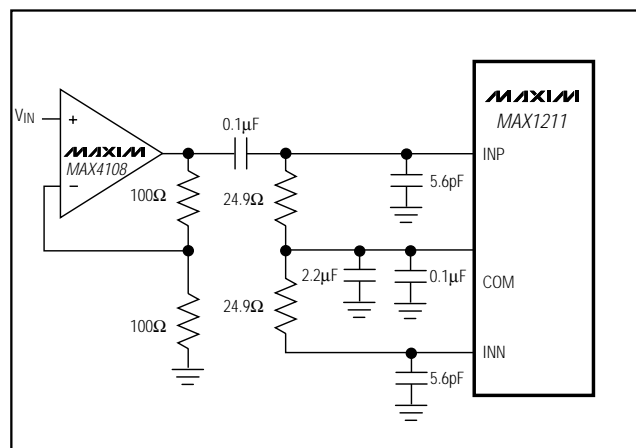 MAXIM
MAX1211
VIN
+
MAXIM
MAX4108
−
0.1µF
INP
5.6pF
100Ω
24.9Ω
2.2µF
0.1µF
COM
100Ω
24.9Ω
INN
5.6pF